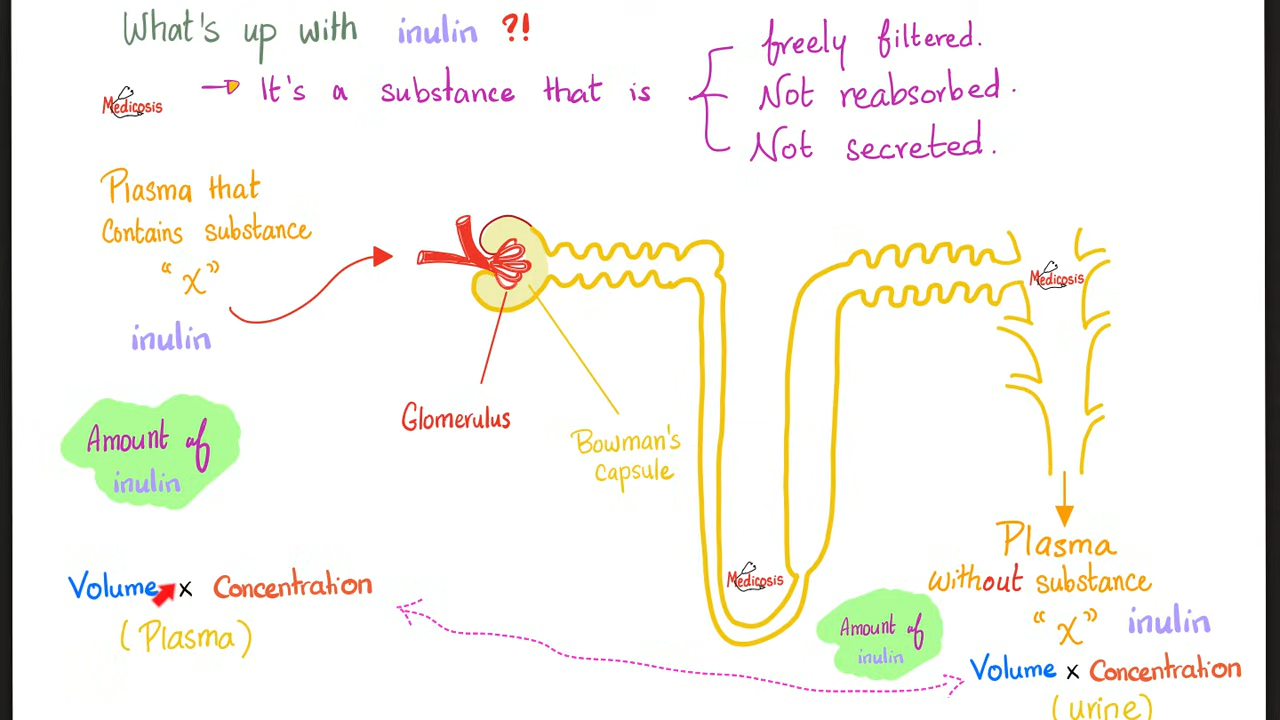 What's up with inulin ?!
Medicosis
It's a substance that is
freely filtered.
Not reabsorbed.
Not secreted.
Plasma that
Contains substance
"x"
inulin
Glomerulus
Bowman's
capsule
Medicosis
Amount of
inulin
Volume x Concentration
(Plasma)
Medicosis
Plasma
without substance
"x" inulin
Amount of
inulin
Volume x Concentration
(urine)